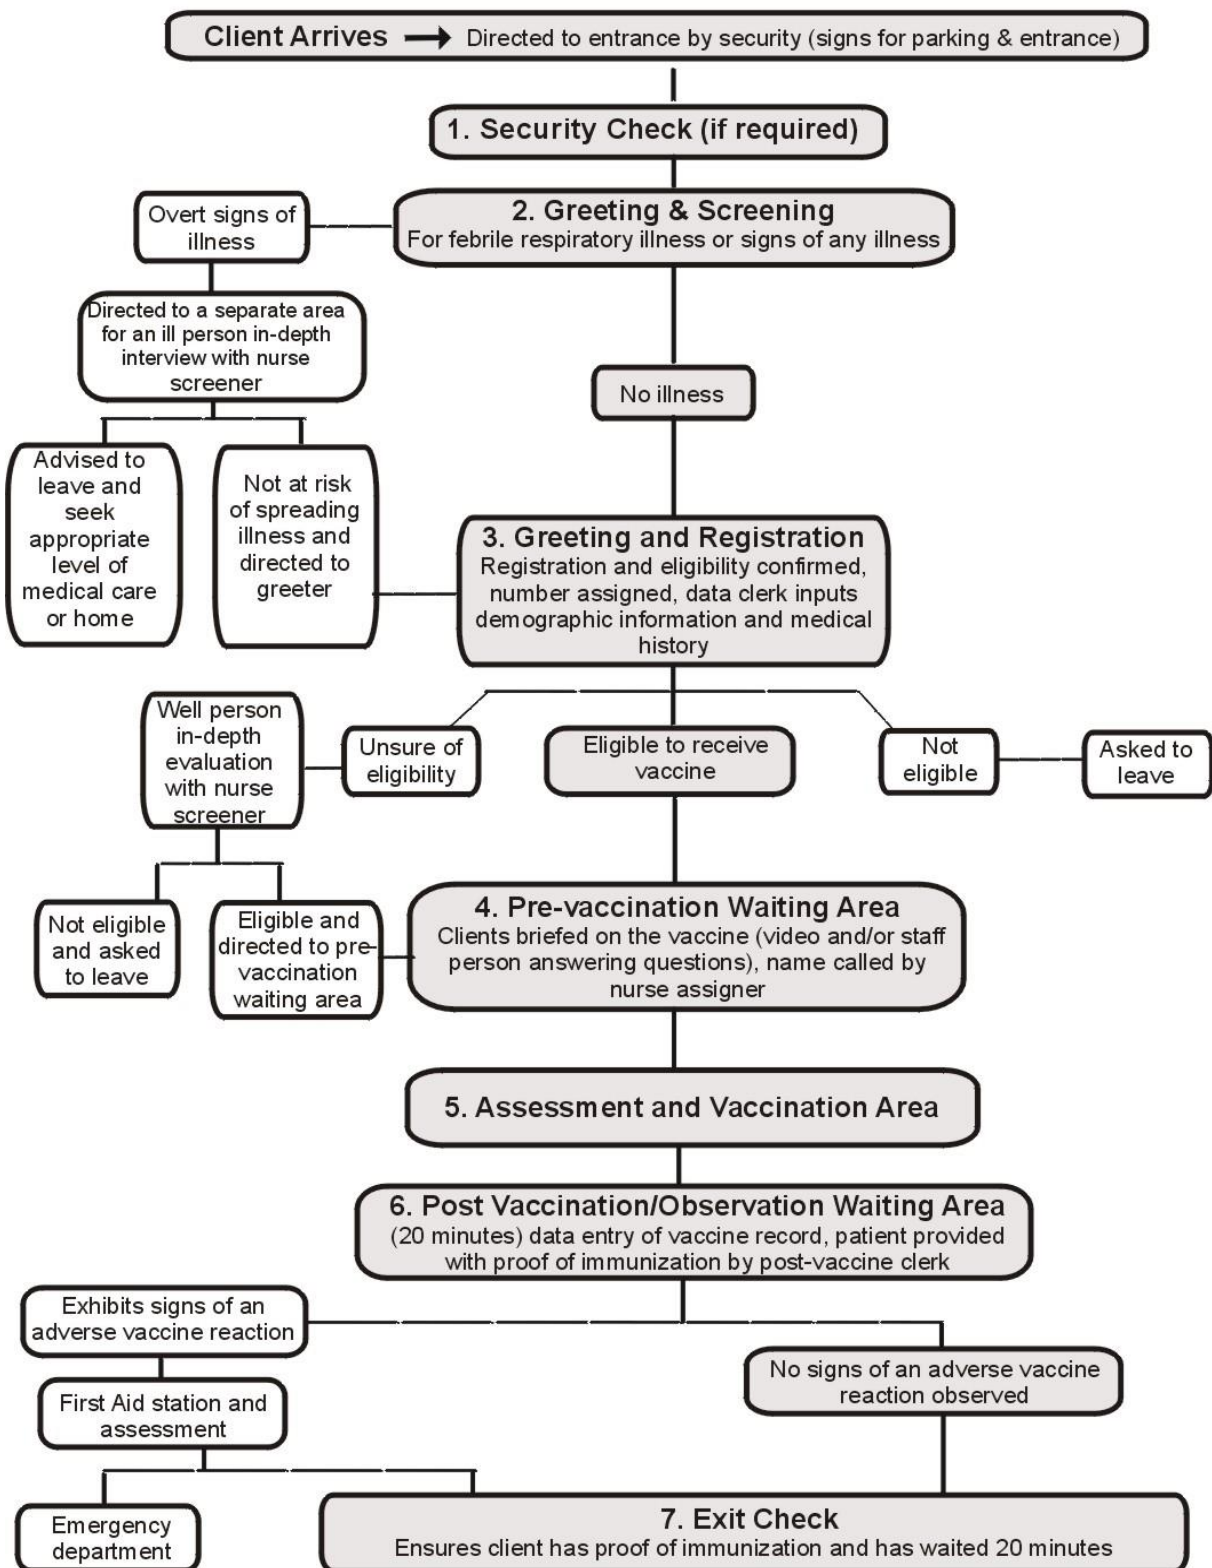 Client Arrives → Directed to entrance by security (signs for parking & entrance)
1. Security Check (if required)
2. Greeting & Screening
For febrile respiratory illness or signs of any illness
Overt signs of
illness
Directed to a separate area
for an ill person in-depth
interview with nurse
screener
No illness
Advised to
leave and
seek
appropriate
level of
medical care
or home
Not at risk
of spreading
illness and
directed to
greeter
3. Greeting and Registration
Registration and eligibility confirmed,
number assigned, data clerk inputs
demographic information and medical
history
Well person
in-depth
evaluation
with nurse
screener
Unsure of
eligibility
Eligible to receive
vaccine
Not
eligible
Asked to
leave
Not eligible
and asked
to leave
Eligible and
directed to pre-
vaccination
waiting area
4. Pre-vaccination Waiting Area
Clients briefed on the vaccine (video and/or staff
person answering questions), name called by
nurse assigner
5. Assessment and Vaccination Area
6. Post Vaccination/Observation Waiting Area
(20 minutes) data entry of vaccine record, patient provided
with proof of immunization by post-vaccine clerk
Exhibits signs of an
adverse vaccine reaction
No signs of an adverse vaccine
reaction observed
First Aid station and
assessment
Emergency
department
7. Exit Check
Ensures client has proof of immunization and has waited 20 minutes